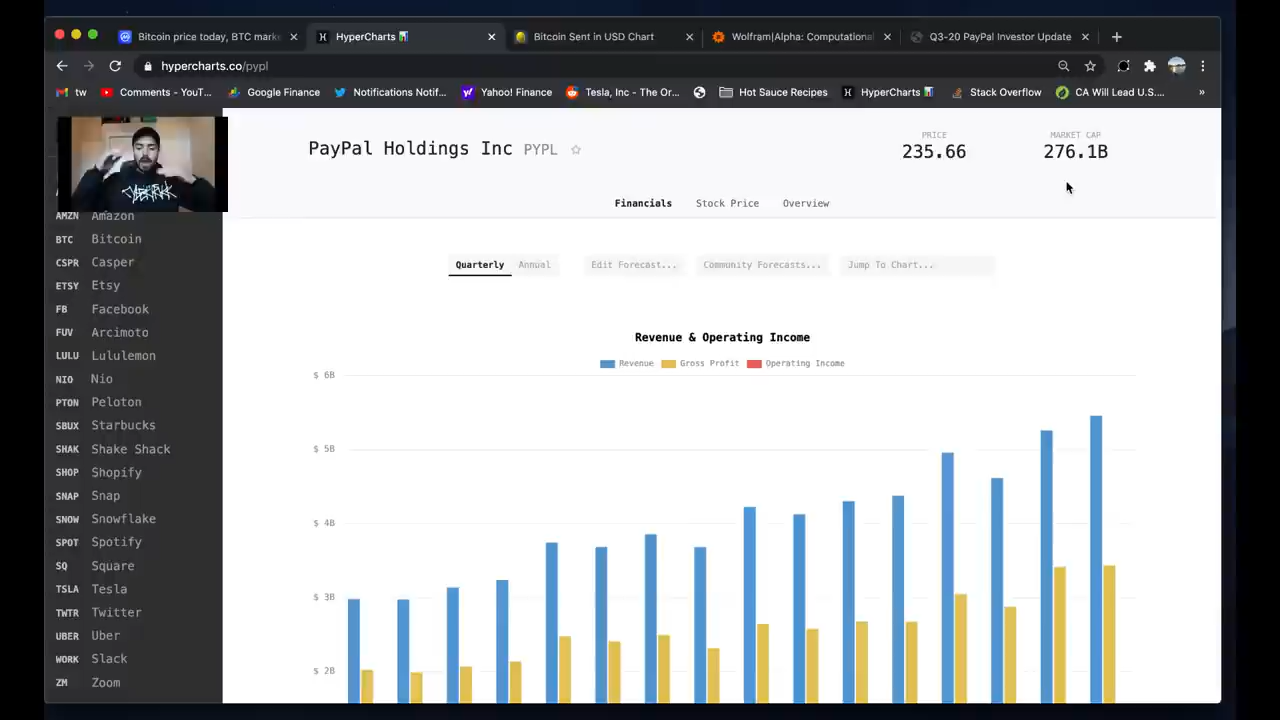 Bitcoin price today, BTC marke
HyperCharts
Bitcoin Sent in USD Chart
Wolfram|Alpha: Computational
Q3-20 PayPal Investor Update
hypercharts.co/pypl
tw
Comments - YouT...
Google Finance
Notifications Notif...
Yahoo! Finance
Tesla, Inc - The Or...
Hot Sauce Recipes
HyperCharts
Stack Overflow
CA Will Lead U.S....
»
PayPal Holdings Inc PYPL
PRICE
235.66
MARKET CAP
276.1B
Financials
Stock Price
Overview
AMZN Amazon
BTC Bitcoin
CSPR Casper
ETSY Etsy
FB Facebook
FUV Arcimoto
LULU Lululemon
NIO Nio
PTON Peloton
SBUX Starbucks
SHAK Shake Shack
SHOP Shopify
SNAP Snap
SNOW Snowflake
SPOT Spotify
SQ Square
TSLA Tesla
TWTR Twitter
UBER Uber
WORK Slack
ZM Zoom
Quarterly
Annual
Edit Forecast...
Community Forecasts...
Jump To Chart...
Revenue & Operating Income
Revenue
Gross Profit
Operating Income
$ 6B
$ 5B
$ 4B
$ 3B
$ 2B